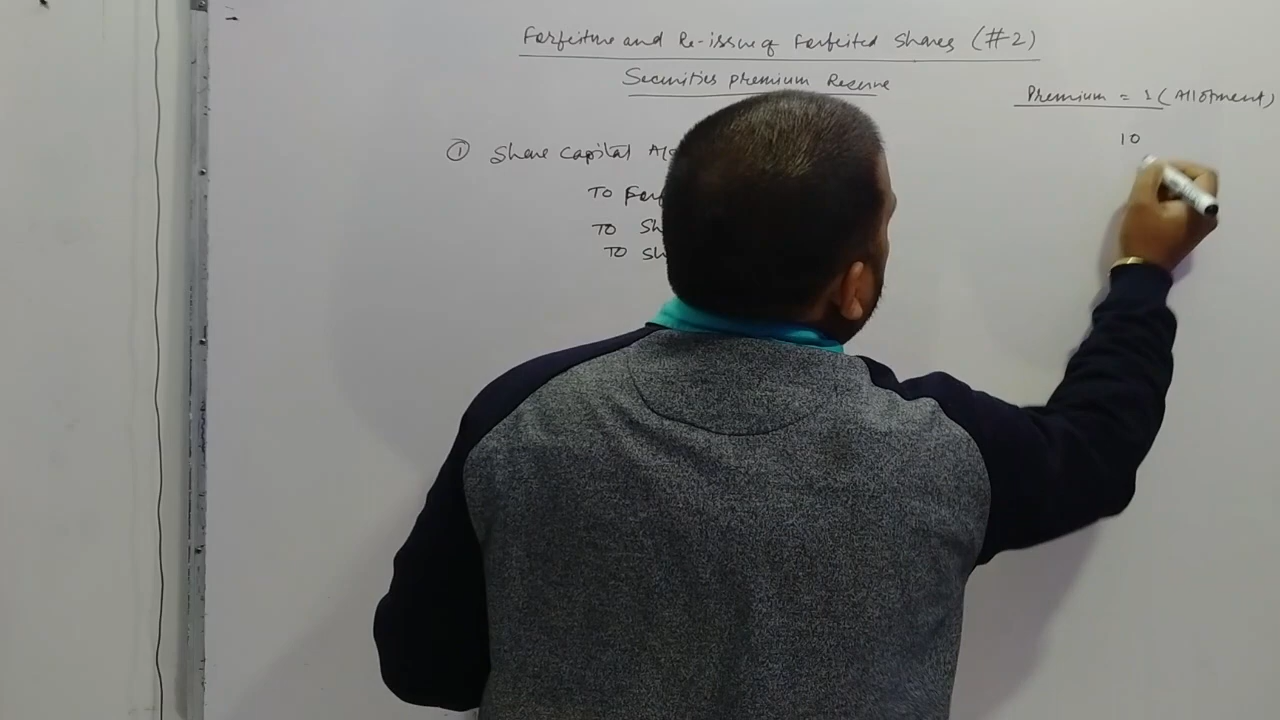 Forfeiture and Re-issue of Forfeited Shares (#2)
Securities Premium Reserve
Premium = 1 (Allotment)
10
① Share Capital A/c
To Forf
To Sh
To Sh